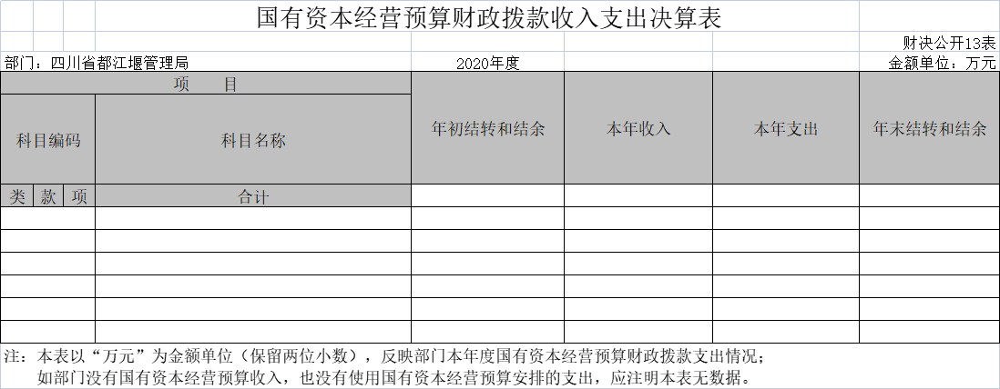 国有资本经营预算财政拨款收入支出决算表
财决公开13表
部门：四川省都江堰管理局 2020年度 金额单位：万元
项 目
年初结转和结余 本年收入 本年支出 年末结转和结余
科目编码 科目名称
类 款 项 合计
注：本表以“万元”为金额单位（保留两位小数），反映部门本年度国有资本经营预算财政拨款支出情况；
如部门没有国有资本经营预算收入，也没有使用国有资本经营预算安排的支出，应注明本表无数据。